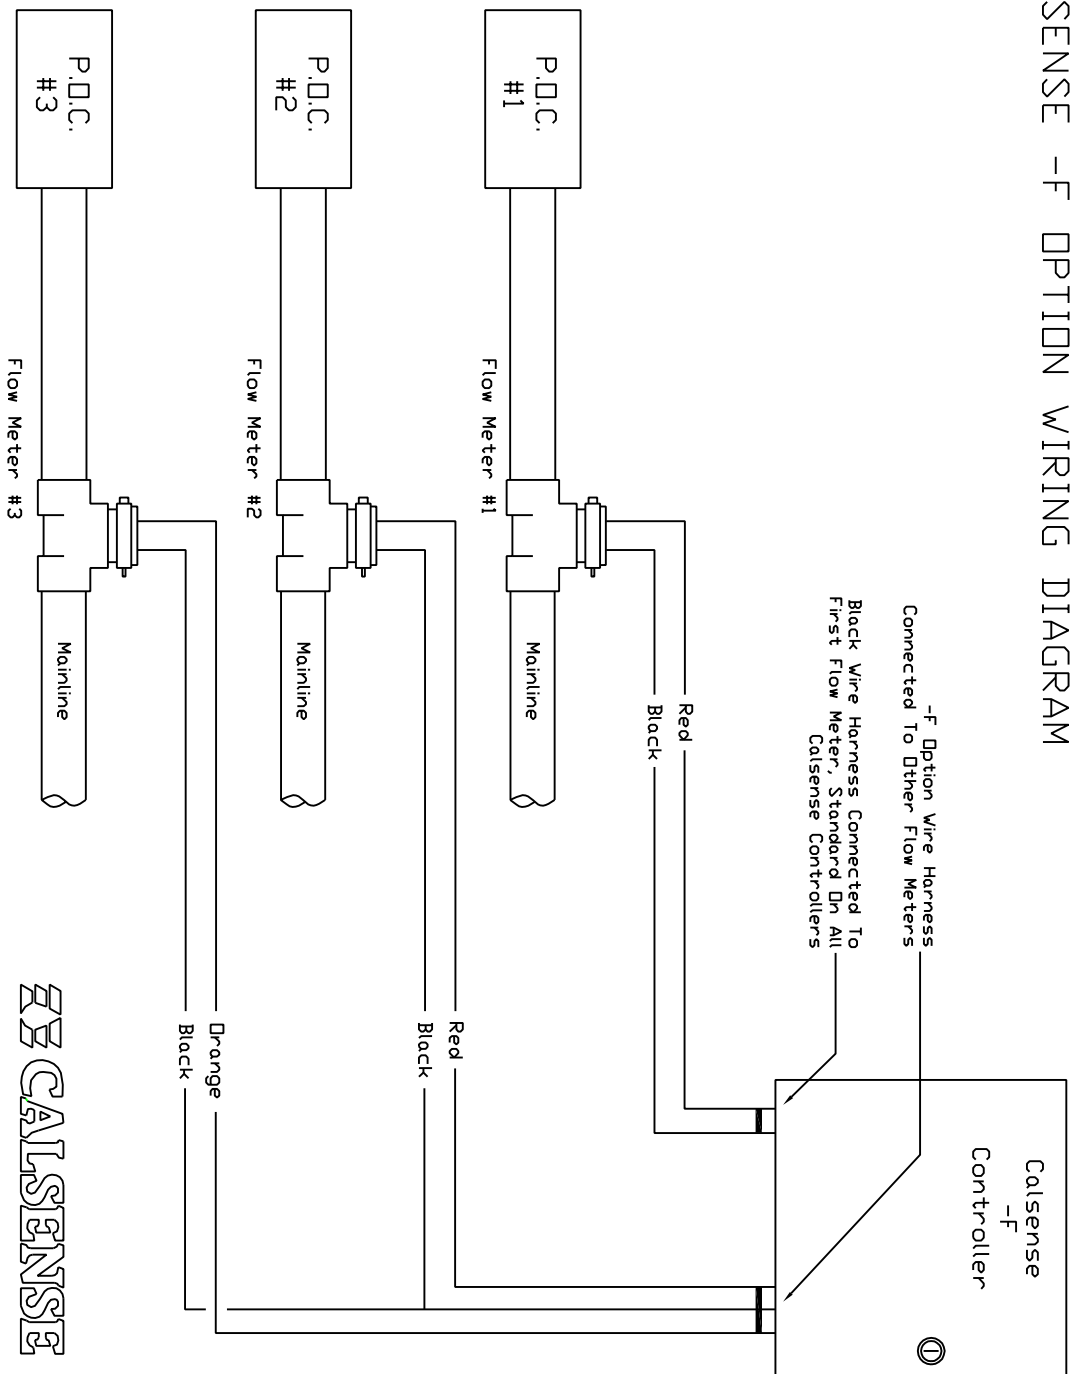 SENSE -F OPTION WIRING DIAGRAM
Calsense
-F
Controller
-F Option Wire Harness
Connected To Other Flow Meters
Black Wire Harness Connected To
First Flow Meter, Standard On All
Calsense Controllers
P.O.C.
#1
Flow Meter #1
Mainline
Red
Black
P.O.C.
#2
Flow Meter #2
Mainline
Red
Black
P.O.C.
#3
Flow Meter #3
Mainline
Orange
Black
CALSENSE